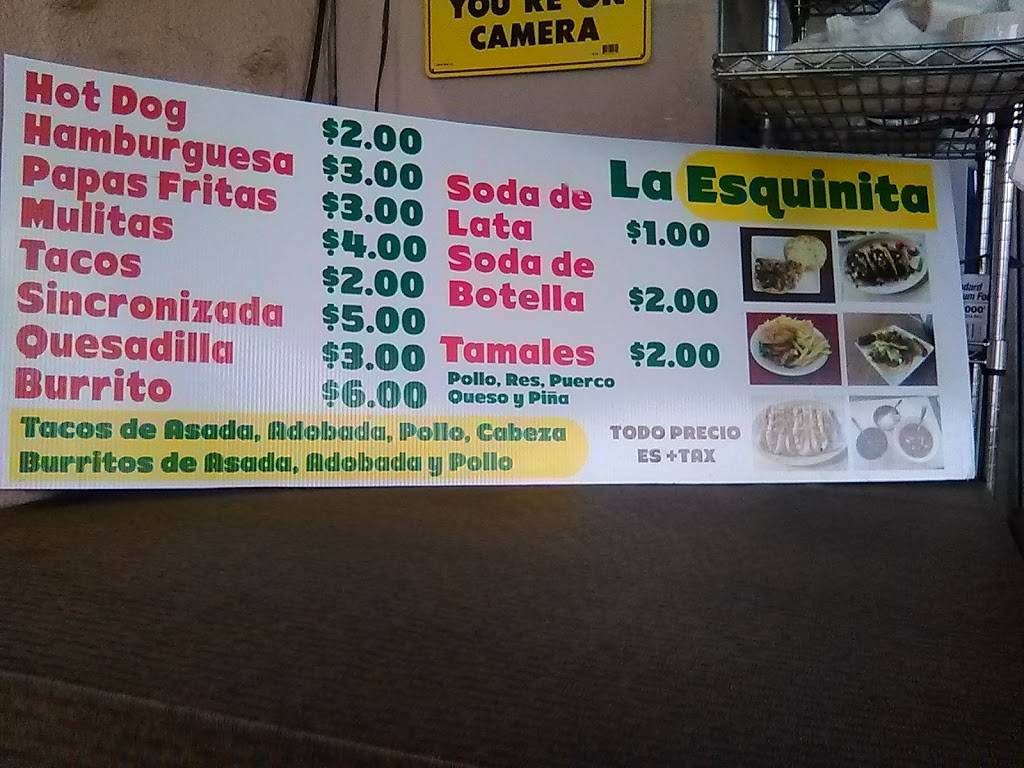 YOU'RE ON
CAMERA
La Esquinita
Hot Dog $2.00
Hamburguesa $3.00
Papas Fritas $3.00
Mulitas $4.00
Tacos $2.00
Sincronizada $5.00
Quesadilla $3.00
Burrito $6.00
Soda de
Lata $1.00
Soda de
Botella $2.00
Tamales $2.00
Pollo, Res, Puerco
Queso y Piña
Tacos de Asada, Adobada, Pollo, Cabeza
Burritos de Asada, Adobada y Pollo
TODO PRECIO
ES +TAX